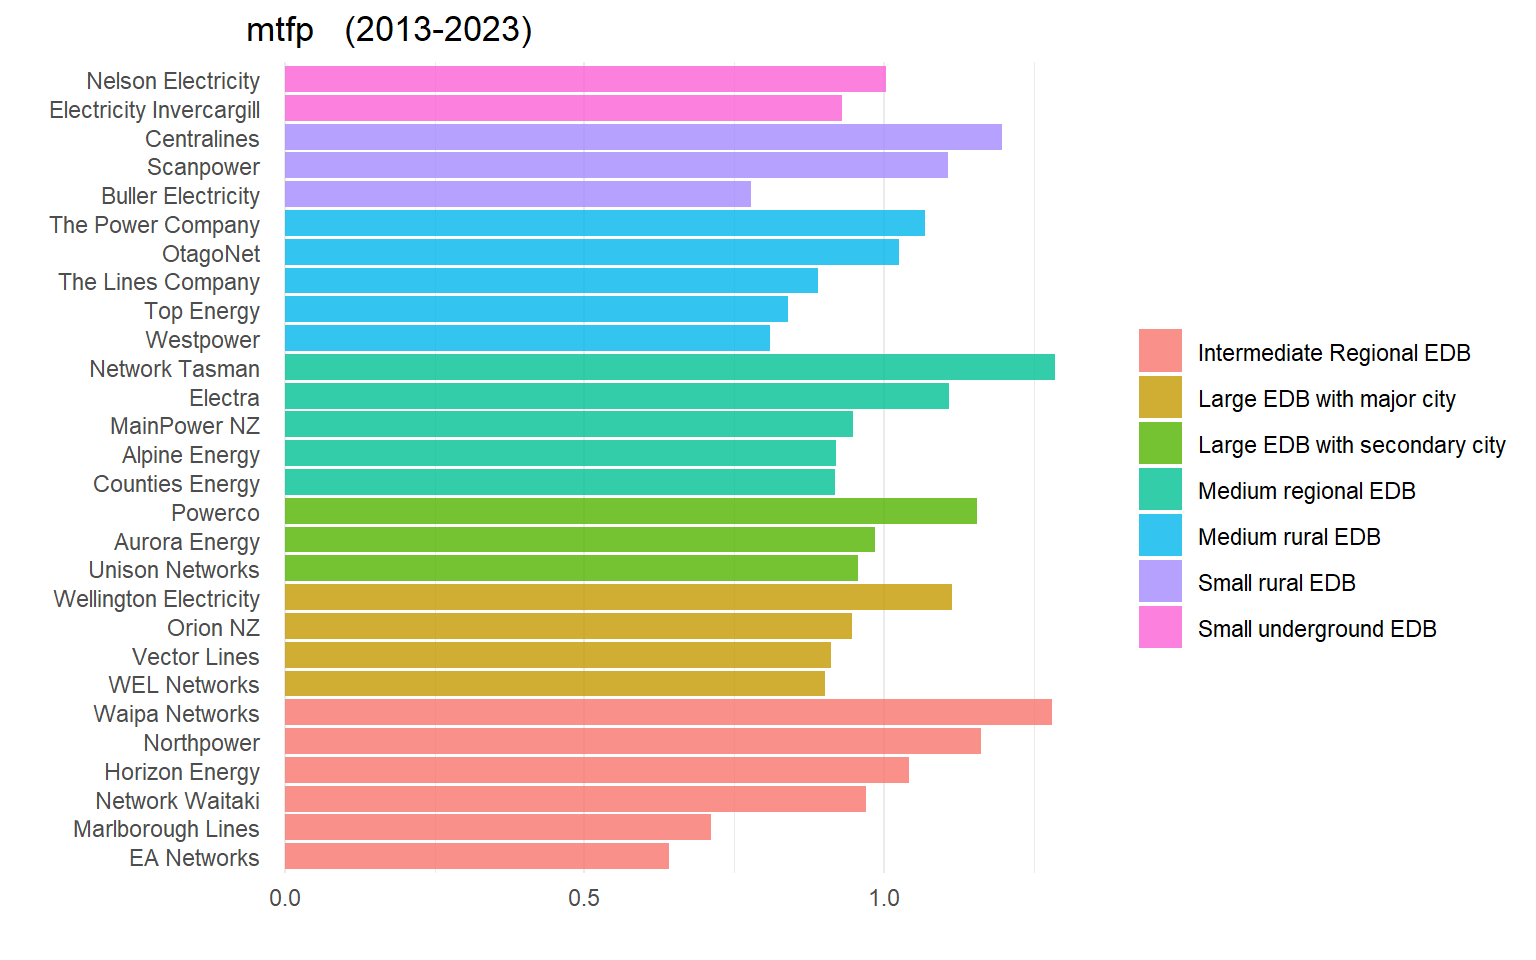 mtfp (2013-2023)
Nelson Electricity
Electricity Invercargill
Centralines
Scanpower
Buller Electricity
The Power Company
OtagoNet
The Lines Company
Top Energy
Westpower
Network Tasman
Electra
MainPower NZ
Alpine Energy
Counties Energy
Powerco
Aurora Energy
Unison Networks
Wellington Electricity
Orion NZ
Vector Lines
WEL Networks
Waipa Networks
Northpower
Horizon Energy
Network Waitaki
Marlborough Lines
EA Networks
0.0 0.5 1.0
Intermediate Regional EDB
Large EDB with major city
Large EDB with secondary city
Medium regional EDB
Medium rural EDB
Small rural EDB
Small underground EDB